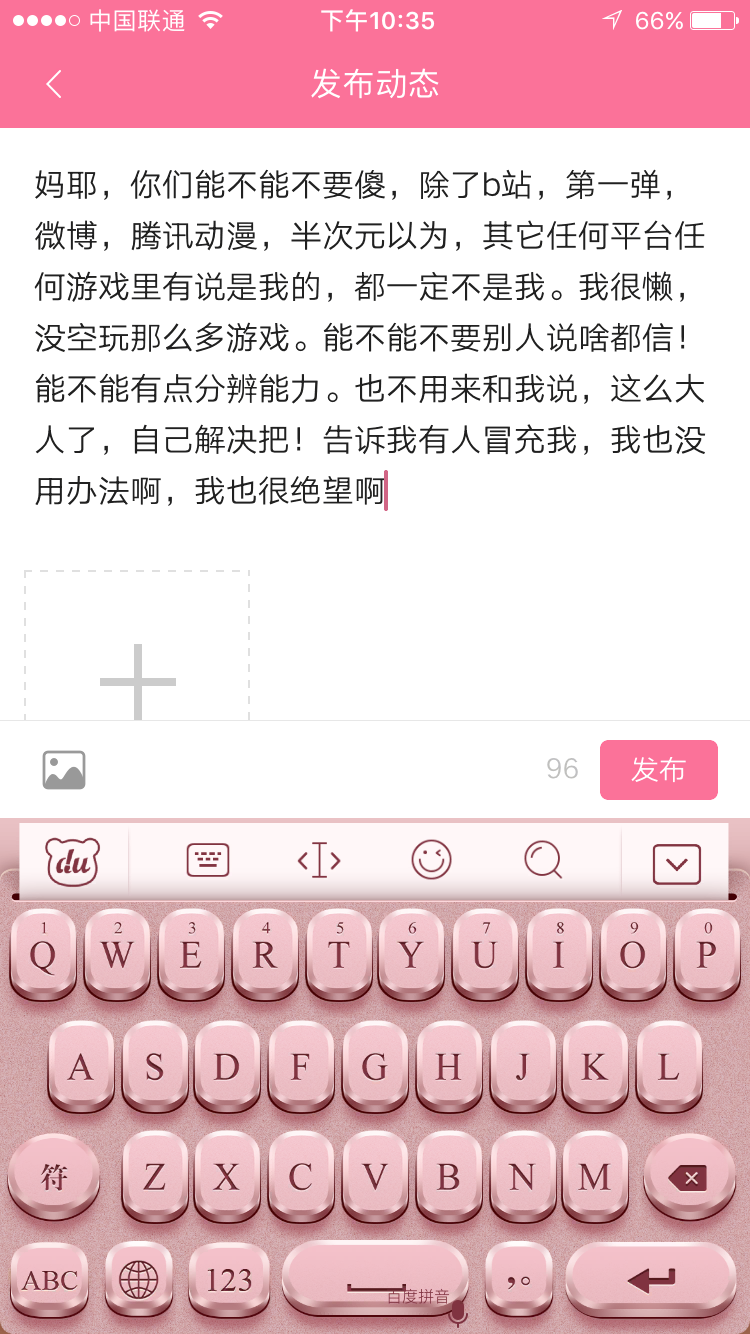 中国联通 下午10:35 66%
发布动态
妈耶，你们能不能不要傻，除了b站，第一弹，
微博，腾讯动漫，半次元以为，其它任何平台任
何游戏里有说是我的，都一定不是我。我很懒，
没空玩那么多游戏。能不能不要别人说啥都信！
能不能有点分辨能力。也不用来和我说，这么大
人了，自己解决把！告诉我有人冒充我，我也没
用办法啊，我也很绝望啊
96 发布
du
1 2 3 4 5 6 7 8 9 0
Q W E R T Y U I O P
A S D F G H J K L
符 Z X C V B N M
ABC 123 ，。
百度拼音